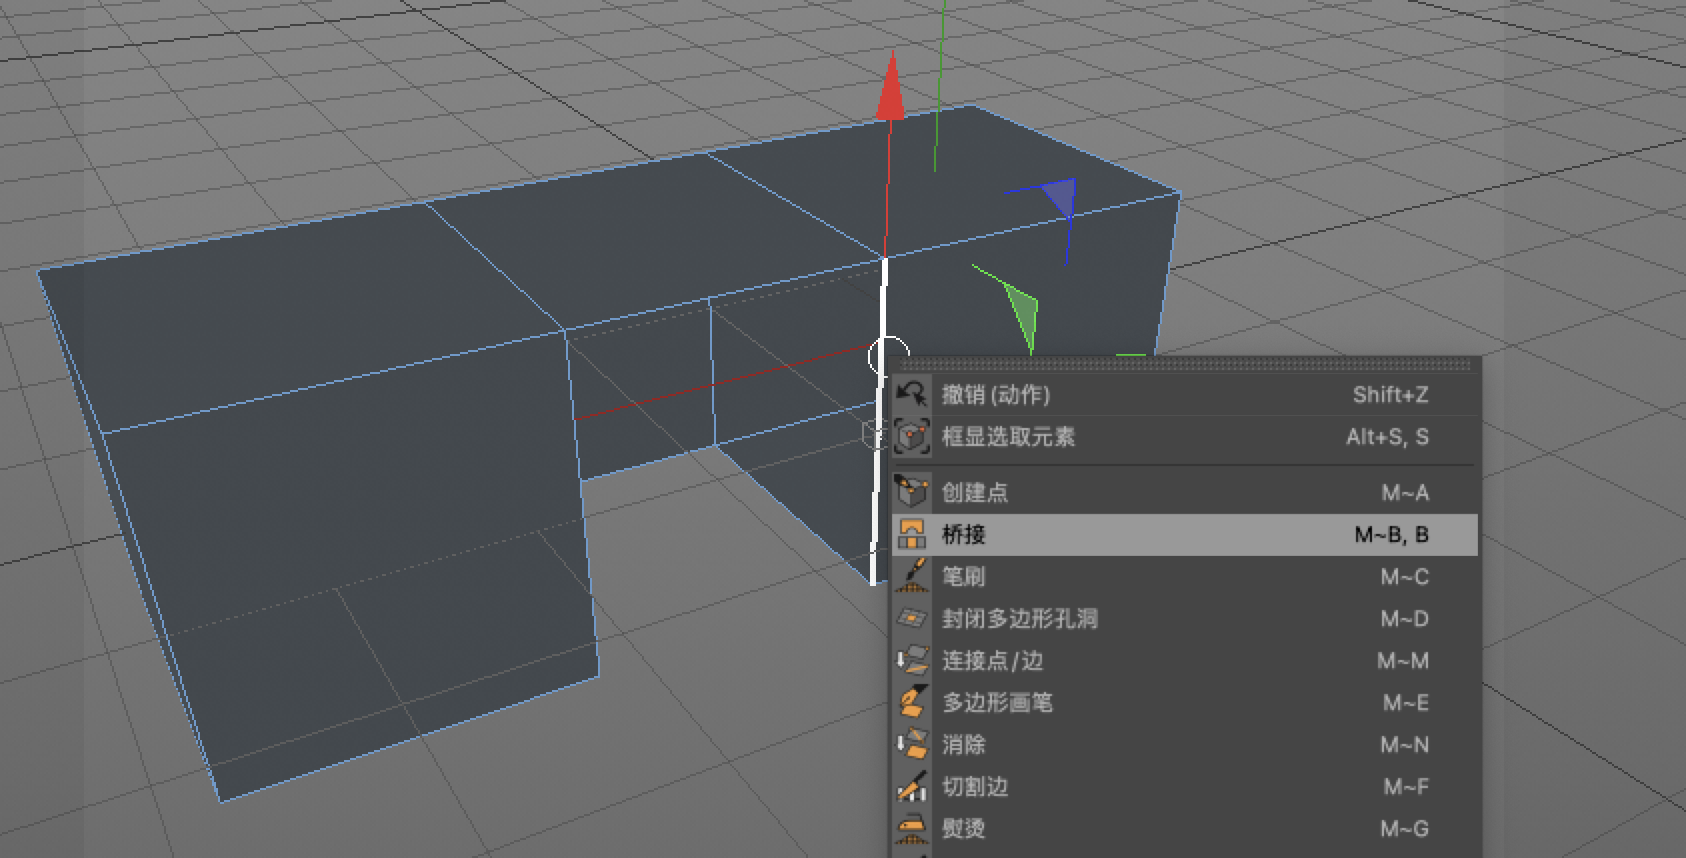 撤销(动作) Shift+Z
框显选取元素 Alt+S, S
创建点 M~A
桥接 M~B, B
笔刷 M~C
封闭多边形孔洞 M~D
连接点/边 M~M
多边形画笔 M~E
消除 M~N
切割边 M~F
熨烫 M~G